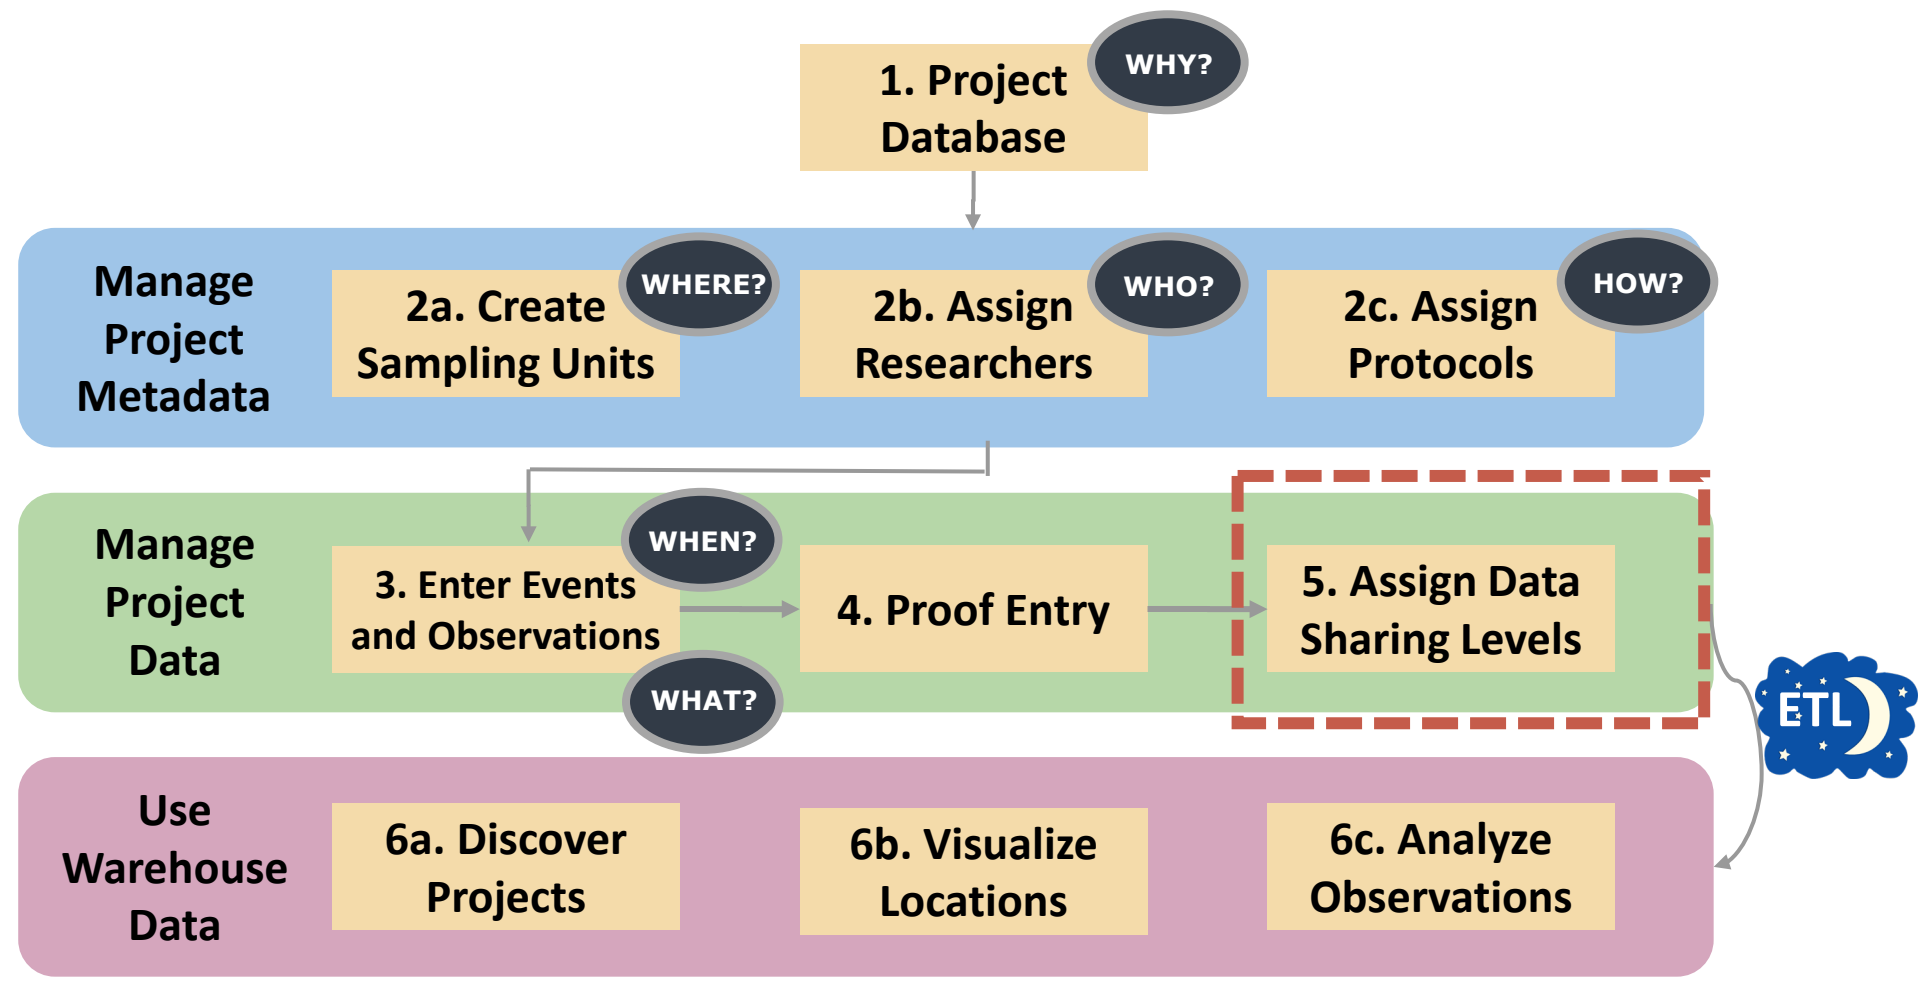 1. Project
Database
WHY?
Manage
Project
Metadata
2a. Create
Sampling Units
WHERE?
2b. Assign
Researchers
WHO?
2c. Assign
Protocols
HOW?
Manage
Project
Data
3. Enter Events
and Observations
WHEN?
WHAT?
4. Proof Entry
5. Assign Data
Sharing Levels
ETL
Use
Warehouse
Data
6a. Discover
Projects
6b. Visualize
Locations
6c. Analyze
Observations